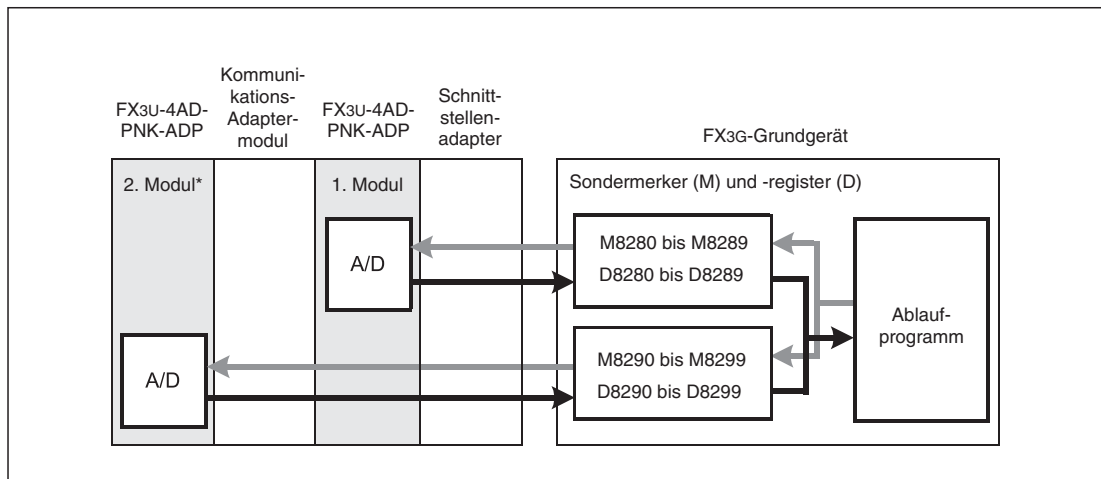 FX3U-4AD-
PNK-ADP
Kommuni-
kations-
Adapter-
modul
FX3U-4AD-
PNK-ADP
Schnitt-
stellen-
adapter
FX3G-Grundgerät
2. Modul*
1. Modul
Sondermerker (M) und -register (D)
A/D
M8280 bis M8289
D8280 bis D8289
Ablauf-
programm
A/D
M8290 bis M8299
D8290 bis D8299